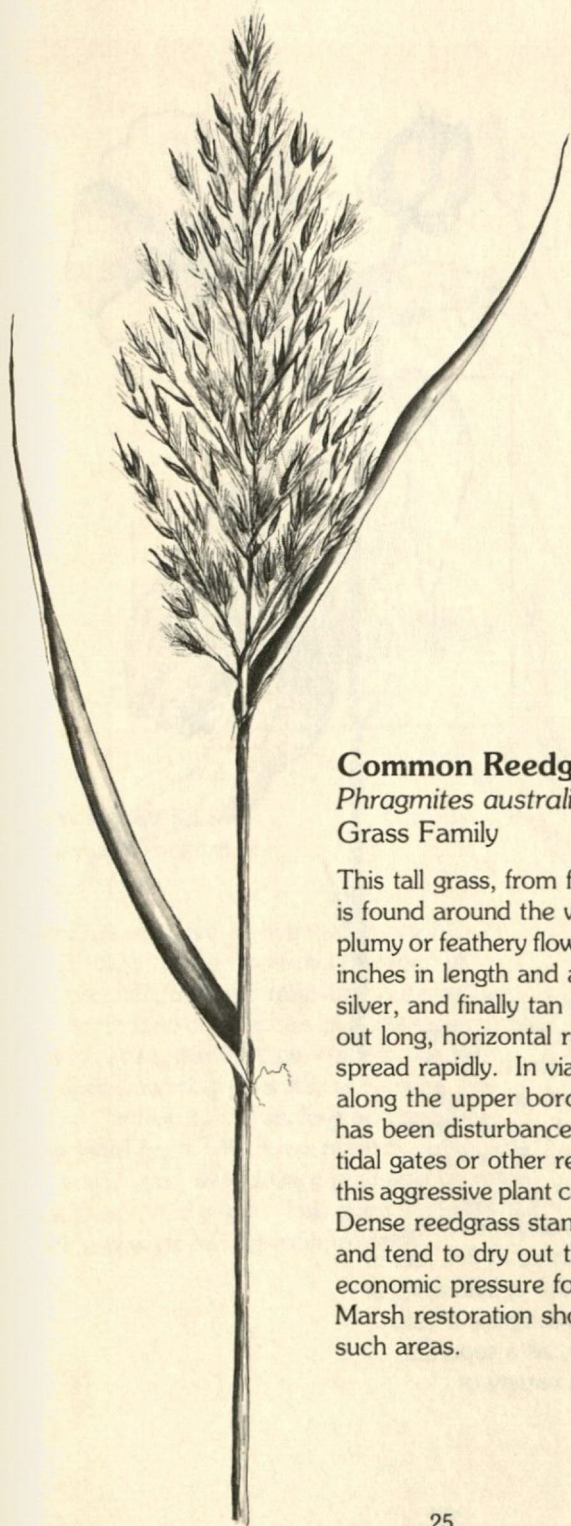 Common Reedg
Phragmites australi
Grass Family
This tall grass, from f
is found around the w
plumy or feathery flow
inches in length and a
silver, and finally tan
out long, horizontal r
spread rapidly. In via
along the upper bord
has been disturbance
tidal gates or other re
this aggressive plant c
Dense reedgrass stan
and tend to dry out t
economic pressure fo
Marsh restoration sho
such areas.
25